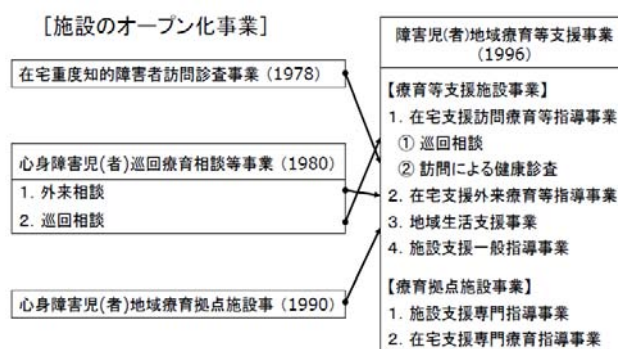 [施設のオープン化事業]
在宅重度知的障害者訪問診査事業 (1978)
心身障害児(者)巡回療育相談等事業 (1980)
1. 外来相談
2. 巡回相談
心身障害児(者)地域療育拠点施設事 (1990)
障害児(者)地域療育等支援事業
(1996)
【療育等支援施設事業】
1. 在宅支援訪問療育等指導事業
① 巡回相談
② 訪問による健康診査
2. 在宅支援外来療育等指導事業
3. 地域生活支援事業
4. 施設支援一般指導事業
【療育拠点施設事業】
1. 施設支援専門指導事業
2. 在宅支援専門療育指導事業